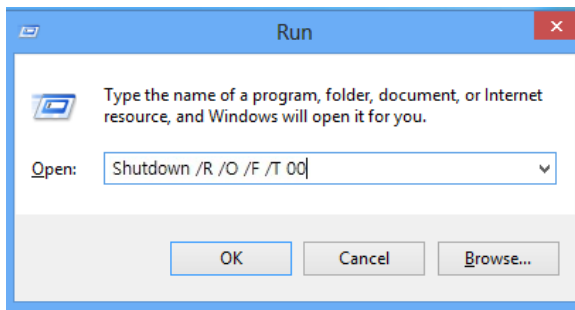 Run
Type the name of a program, folder, document, or Internet
resource, and Windows will open it for you.
Open: Shutdown /R /O /F /T 00
OK Cancel Browse...